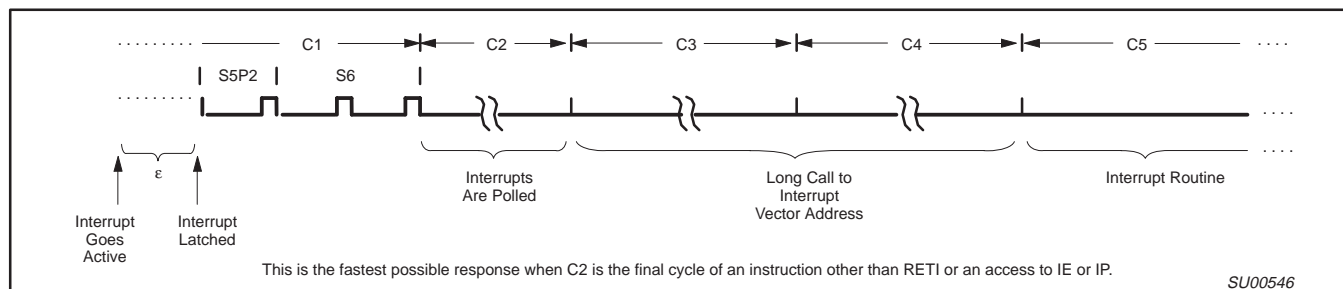 ········· C1 C2 C3 C4 C5 ····
S5P2 S6
········· ····
ε ····
Interrupt Goes Active
Interrupt Latched
Interrupts
Are Polled
Long Call to
Interrupt
Vector Address
Interrupt Routine
This is the fastest possible response when C2 is the final cycle of an instruction other than RETI or an access to IE or IP.
SU00546